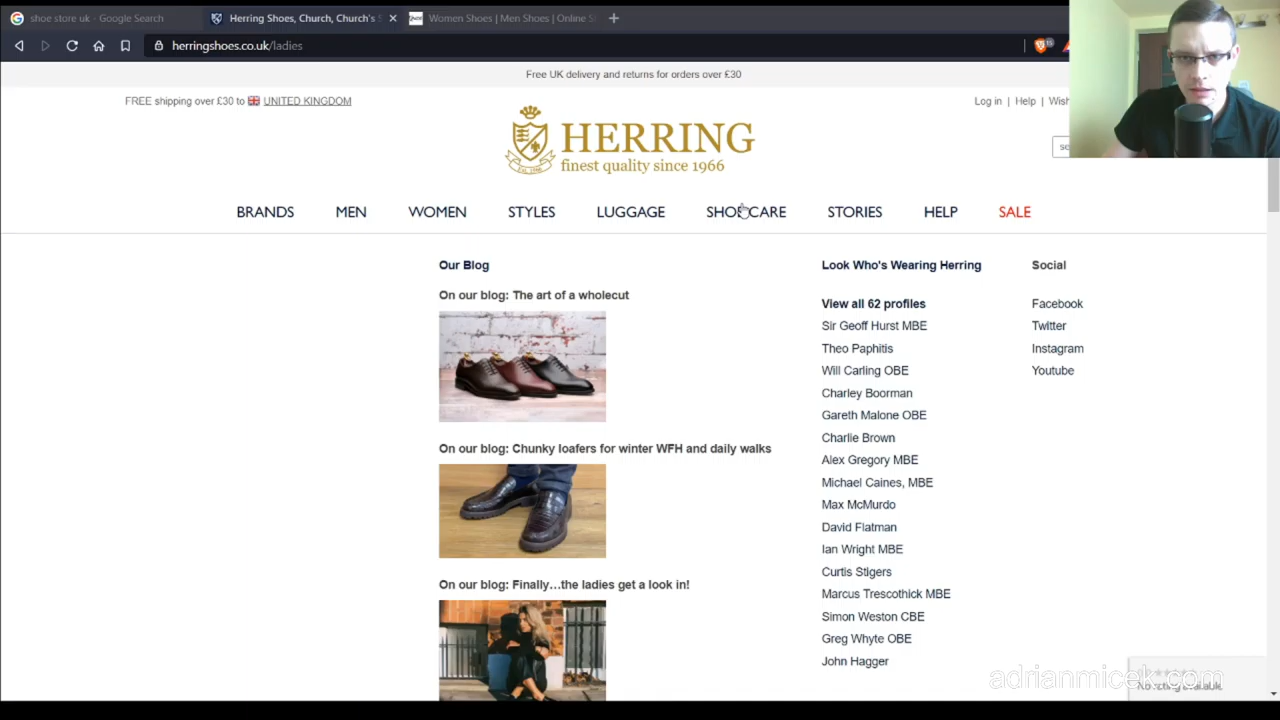 shoe store uk - Google Search
Herring Shoes, Church, Church's S
Women Shoes | Men Shoes | Online S
herringshoes.co.uk/ladies
Free UK delivery and returns for orders over £30
FREE shipping over £30 to UNITED KINGDOM
Log in | Help | Wish
HERRING
finest quality since 1966
se
BRANDS MEN WOMEN STYLES LUGGAGE SHOE CARE STORIES HELP SALE
Our Blog
On our blog: The art of a wholecut
On our blog: Chunky loafers for winter WFH and daily walks
On our blog: Finally…the ladies get a look in!
Look Who's Wearing Herring
View all 62 profiles
Sir Geoff Hurst MBE
Theo Paphitis
Will Carling OBE
Charley Boorman
Gareth Malone OBE
Charlie Brown
Alex Gregory MBE
Michael Caines, MBE
Max McMurdo
David Flatman
Ian Wright MBE
Curtis Stigers
Marcus Trescothick MBE
Simon Weston CBE
Greg Whyte OBE
John Hagger
Social
Facebook
Twitter
Instagram
Youtube
adrianmicek.com
No rating available